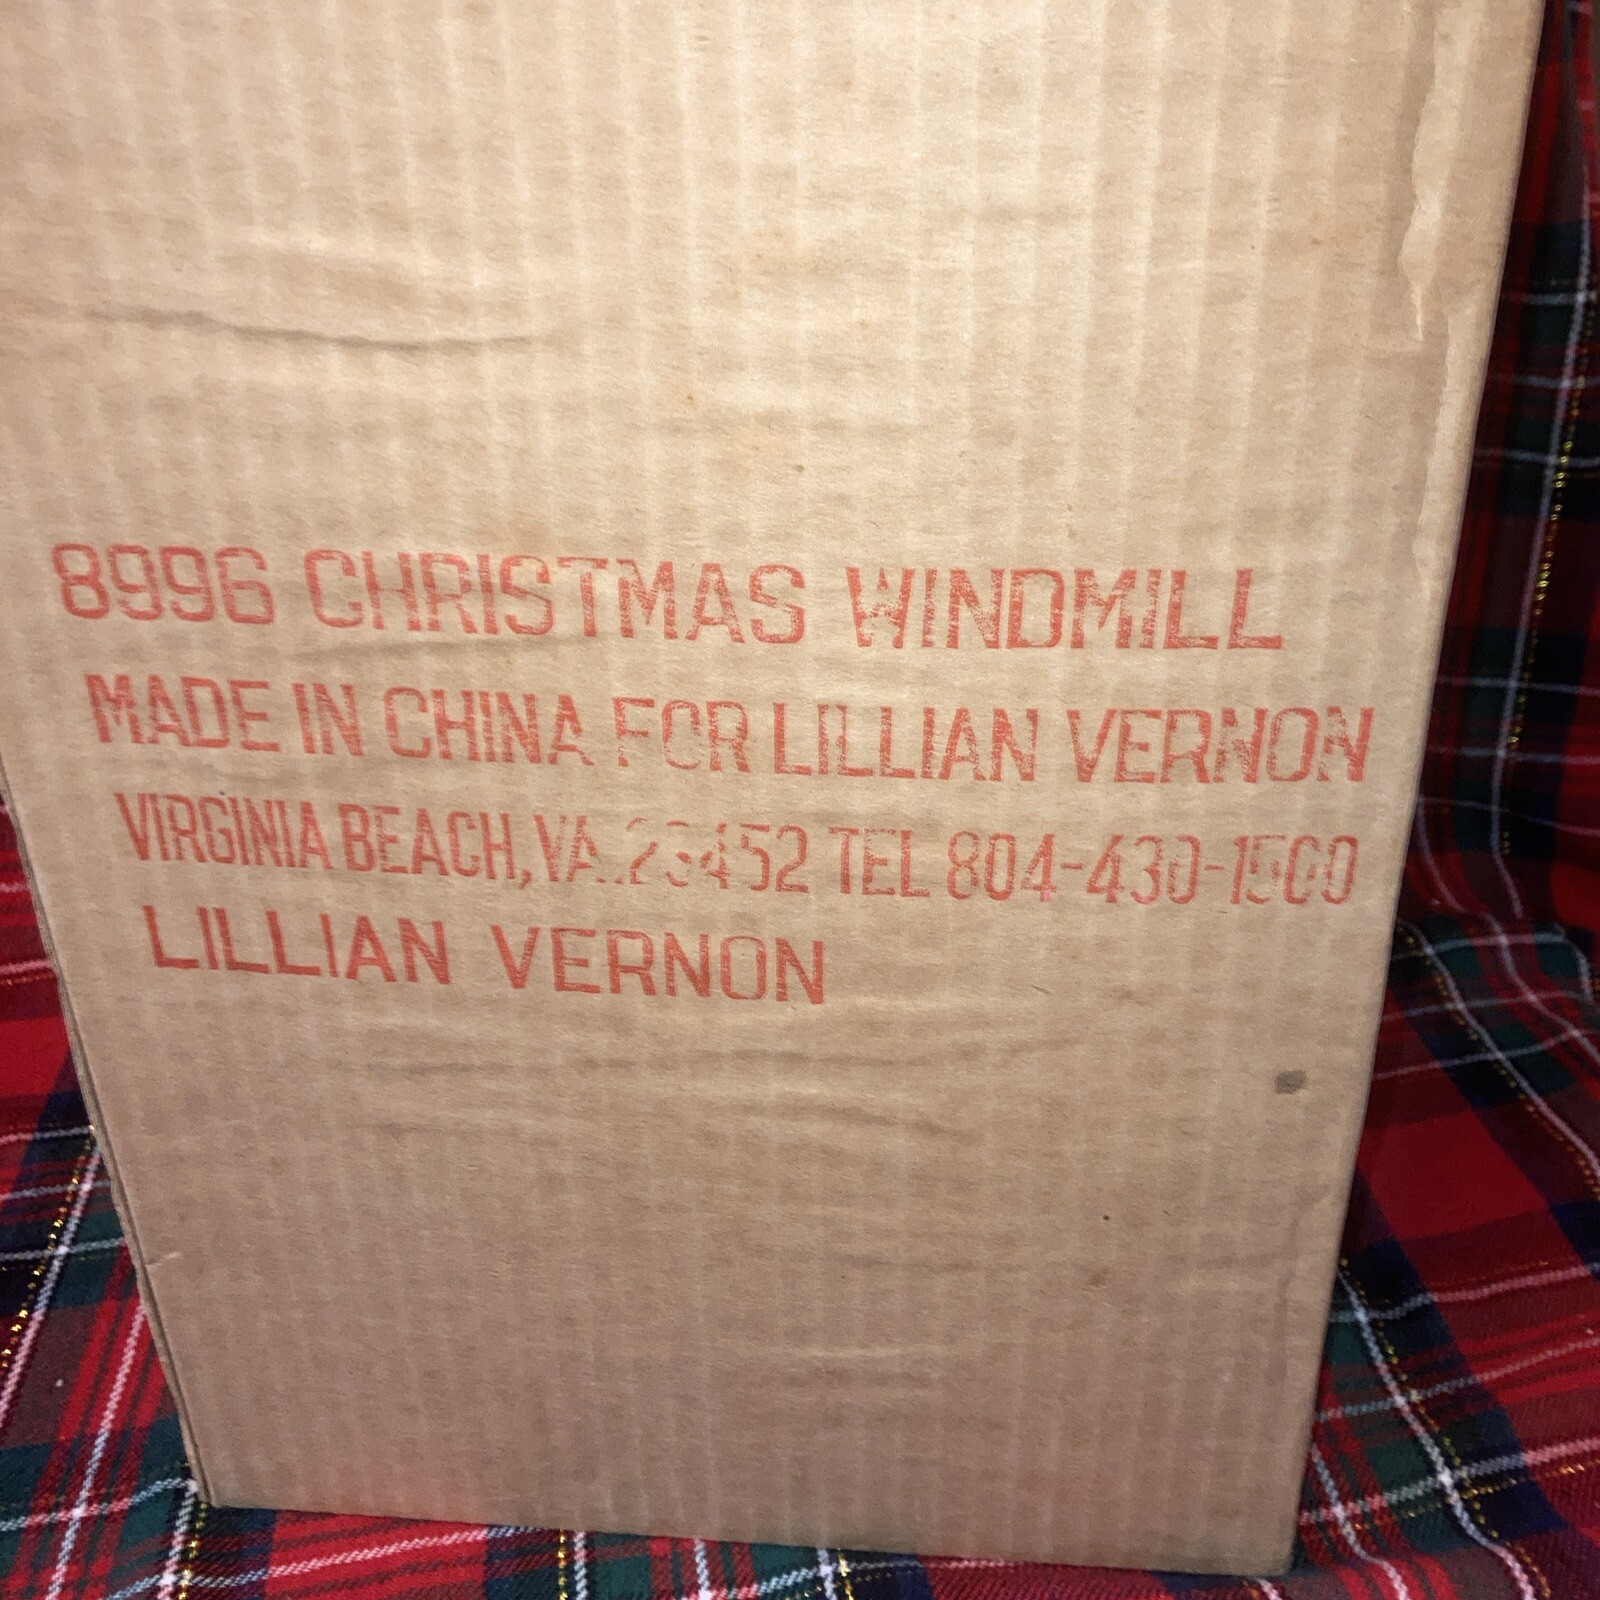 8996 CHRISTMAS WINDMILL
MADE IN CHINA FOR LILLIAN VERNON
VIRGINIA BEACH, VA. 23452 TEL 804-430-1500
LILLIAN VERNON